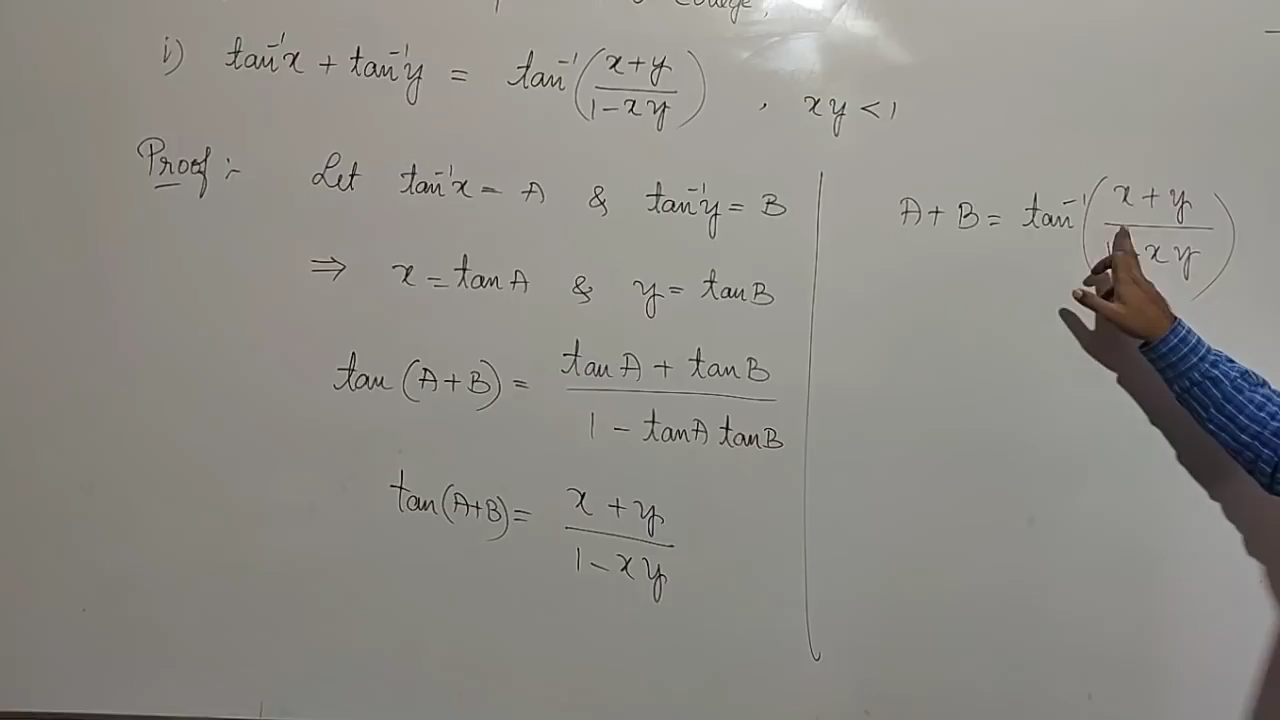 College,
i) tan⁻¹x + tan⁻¹y = tan⁻¹(x+y / 1-xy) , xy < 1
Proof :- Let tan⁻¹x = A & tan⁻¹y = B
⇒ x = tan A & y = tan B
tan (A+B) = tan A + tan B / 1 - tan A tan B
tan(A+B) = x + y / 1 - xy
A + B = tan⁻¹(x + y / 1 - xy)